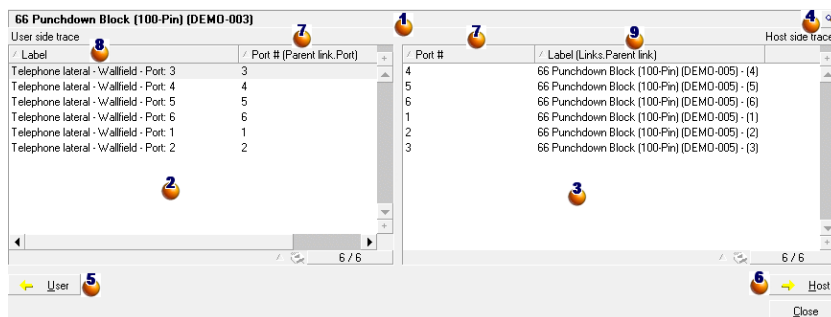 66 Punchdown Block (100-Pin) (DEMO-003)
1
4
User side trace
Host side trace
8
7
7
9
/ Label
/ Port # (Parent link.Port)
/ Port #
/ Label (Links.Parent link)
Telephone lateral - Wallfield - Port: 3 3
Telephone lateral - Wallfield - Port: 4 4
Telephone lateral - Wallfield - Port: 5 5
Telephone lateral - Wallfield - Port: 6 6
Telephone lateral - Wallfield - Port: 1 1
Telephone lateral - Wallfield - Port: 2 2
4 66 Punchdown Block (100-Pin) (DEMO-005) - (4)
5 66 Punchdown Block (100-Pin) (DEMO-005) - (5)
6 66 Punchdown Block (100-Pin) (DEMO-005) - (6)
1 66 Punchdown Block (100-Pin) (DEMO-005) - (1)
2 66 Punchdown Block (100-Pin) (DEMO-005) - (2)
3 66 Punchdown Block (100-Pin) (DEMO-005) - (3)
2
3
6 / 6
6 / 6
User
5
6
Host
Close